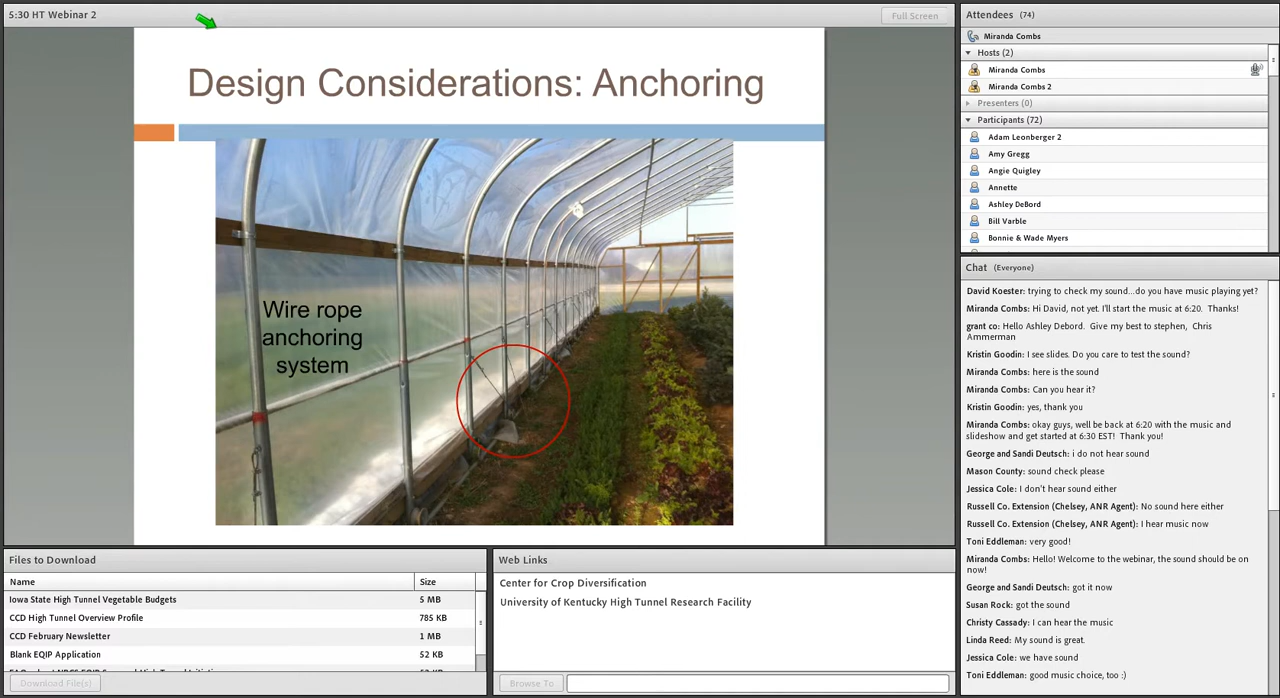 5:30 HT Webinar 2
Full Screen
Design Considerations: Anchoring
Wire rope
anchoring
system
Files to Download
Name Size
Iowa State High Tunnel Vegetable Budgets 5 MB
CCD High Tunnel Overview Profile 785 KB
CCD February Newsletter 1 MB
Blank EQIP Application 52 KB
Download File(s)
Web Links
Center for Crop Diversification
University of Kentucky High Tunnel Research Facility
Browse To
Attendees (74)
Miranda Combs
Hosts (2)
Miranda Combs
Miranda Combs 2
Presenters (0)
Participants (72)
Adam Leonberger 2
Amy Gregg
Angie Quigley
Annette
Ashley DeBord
Bill Varble
Bonnie & Wade Myers
Chat (Everyone)
David Koester: trying to check my sound...do you have music playing yet?
Miranda Combs: Hi David, not yet. I'll start the music at 6:20. Thanks!
grant co: Hello Ashley Debord. Give my best to stephen, Chris
Ammerman
Kristin Goodin: I see slides. Do you care to test the sound?
Miranda Combs: here is the sound
Miranda Combs: Can you hear it?
Kristin Goodin: yes, thank you
Miranda Combs: okay guys, well be back at 6:20 with the music and
slideshow and get started at 6:30 EST! Thank you!
George and Sandi Deutsch: i do not hear sound
Mason County: sound check please
Jessica Cole: I don't hear sound either
Russell Co. Extension (Chelsey, ANR Agent): No sound here either
Russell Co. Extension (Chelsey, ANR Agent): I hear music now
Toni Eddleman: very good!
Miranda Combs: Hello! Welcome to the webinar, the sound should be on
now!
George and Sandi Deutsch: got it now
Susan Rock: got the sound
Christy Cassady: I can hear the music
Linda Reed: My sound is great.
Jessica Cole: we have sound
Toni Eddleman: good music choice, too :)